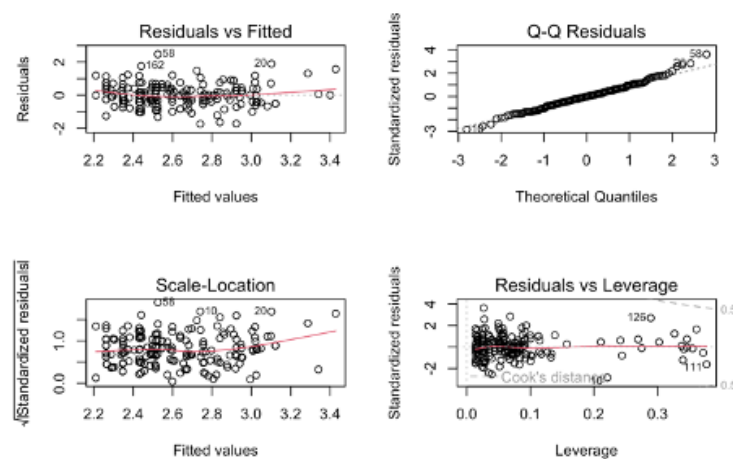 Residuals vs Fitted
Residuals
2
0
-2
58
162
20
2.2 2.4 2.6 2.8 3.0 3.2 3.4
Fitted values
Q-Q Residuals
Standardized residuals
4
2
0
-3
58
-3 -2 -1 0 1 2 3
Theoretical Quantiles
Scale-Location
√|Standardized residuals|
1.0
0.0
58
10
20
2.2 2.4 2.6 2.8 3.0 3.2 3.4
Fitted values
Residuals vs Leverage
Standardized residuals
4
2
-2
126
111
10
Cook's distance
0.5
0.5
0.0 0.1 0.2 0.3
Leverage